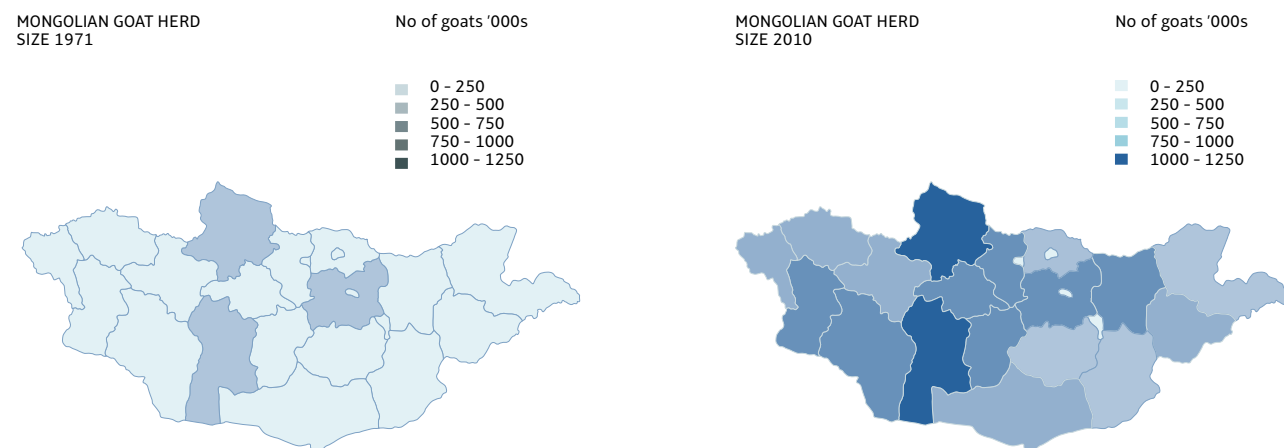 MONGOLIAN GOAT HERD
SIZE 1971
No of goats '000s
0 - 250
250 - 500
500 - 750
750 - 1000
1000 - 1250
MONGOLIAN GOAT HERD
SIZE 2010
No of goats '000s
0 - 250
250 - 500
500 - 750
750 - 1000
1000 - 1250